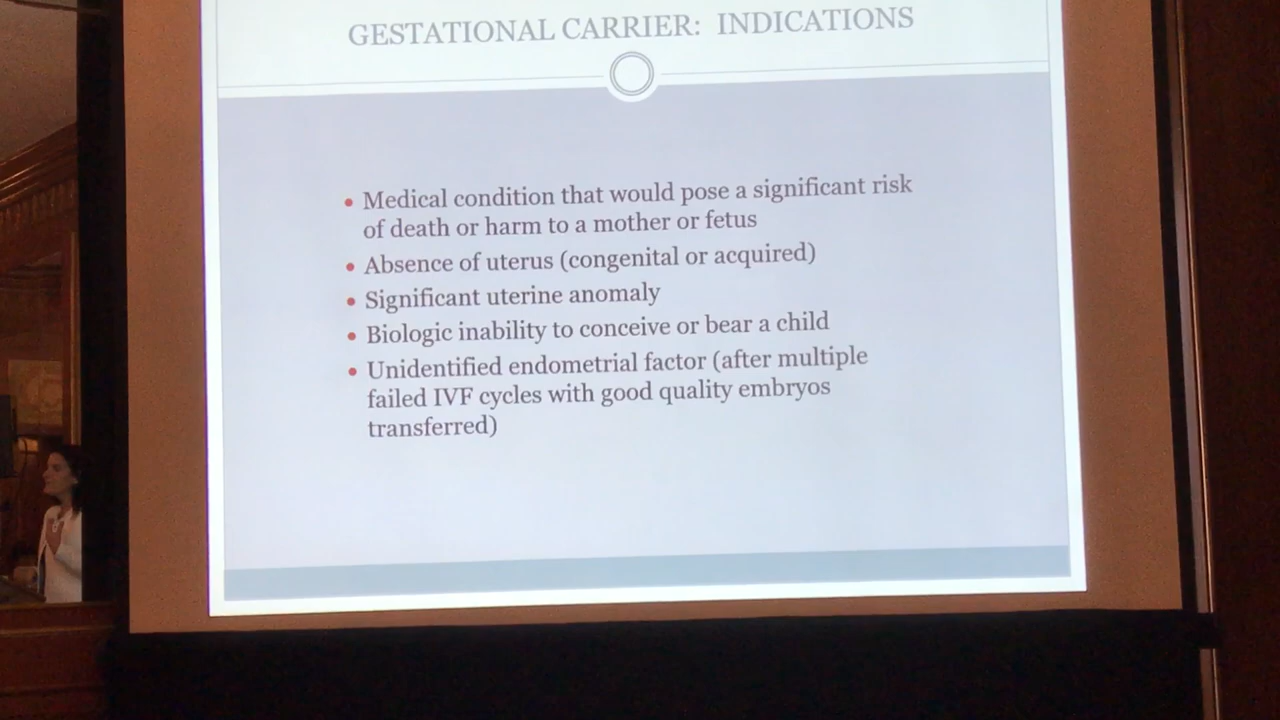 GESTATIONAL CARRIER: INDICATIONS
• Medical condition that would pose a significant risk
of death or harm to a mother or fetus
• Absence of uterus (congenital or acquired)
• Significant uterine anomaly
• Biologic inability to conceive or bear a child
• Unidentified endometrial factor (after multiple
failed IVF cycles with good quality embryos
transferred)